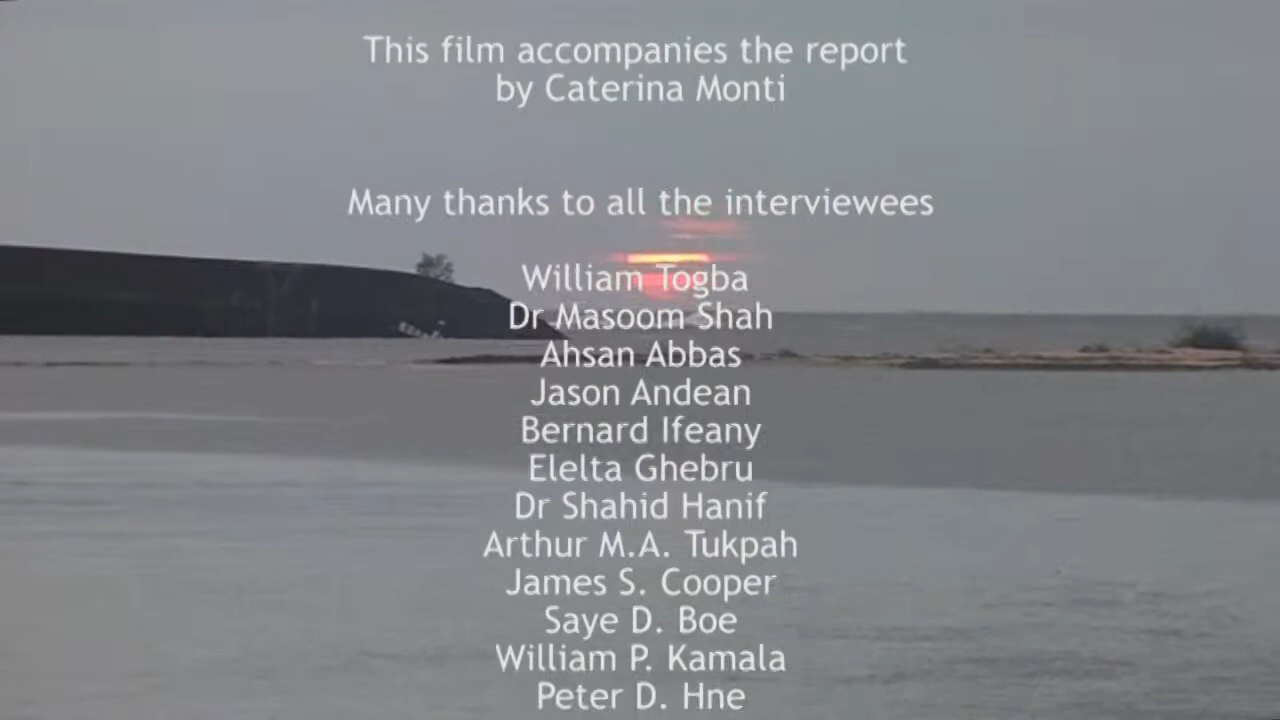 This film accompanies the report
by Caterina Monti
Many thanks to all the interviewees
William Togba
Dr Masoom Shah
Ahsan Abbas
Jason Andean
Bernard Ifeany
Elelta Ghebru
Dr Shahid Hanif
Arthur M.A. Tukpah
James S. Cooper
Saye D. Boe
William P. Kamala
Peter D. Hne